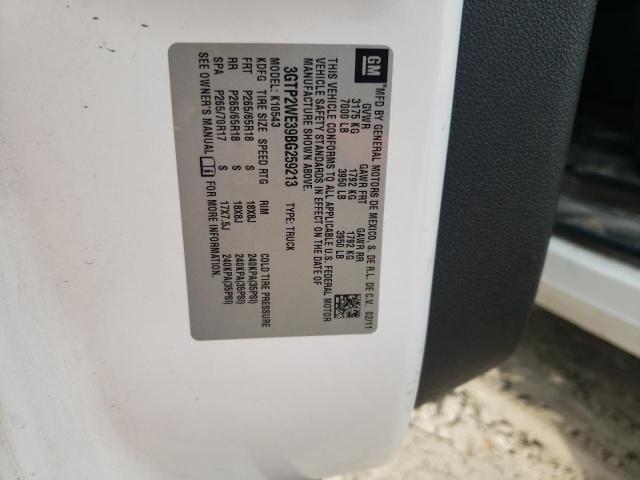 GM
MFD BY GENERAL MOTORS DE MEXICO, S. DE R.L. DE C.V. 02/11
GVWR GAWR FRT GAWR RR
3175 KG 1792 KG 1792 KG
7000 LB 3950 LB 3950 LB
THIS VEHICLE CONFORMS TO ALL APPLICABLE U.S. FEDERAL MOTOR
VEHICLE SAFETY STANDARDS IN EFFECT ON THE DATE OF
MANUFACTURE SHOWN ABOVE.
3GTP2WE39BG259213 TYPE: TRUCK
MODEL: K10543
KDFG TIRE SIZE SPEED RTG RIM COLD TIRE PRESSURE
FRT P265/65R18 S 18X8J 240KPA(35PSI)
RR P265/65R18 S 18X8J 240KPA(35PSI)
SPA P265/70R17 S 17X7.5J 240KPA(35PSI)
SEE OWNER'S MANUAL FOR MORE INFORMATION.